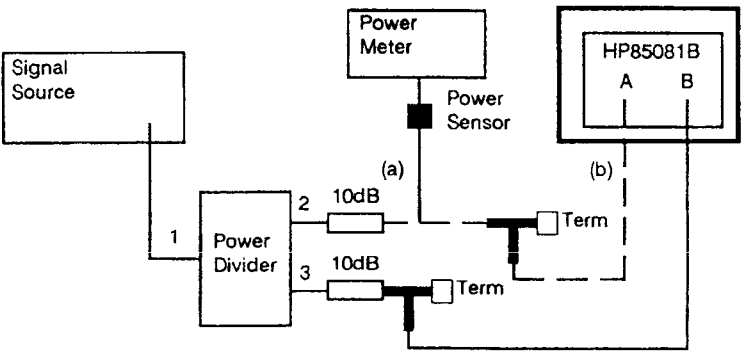 Power
Meter
HP85081B
A B
Signal
Source
Power
Sensor
(a)
(b)
10dB
2
Term
1
Power
Divider
3
10dB
Term